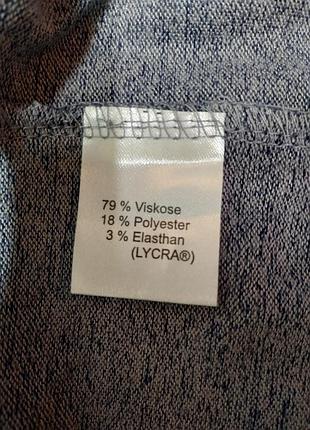 79 % Viskose
18 % Polyester
3 % Elasthan
(LYCRA®)